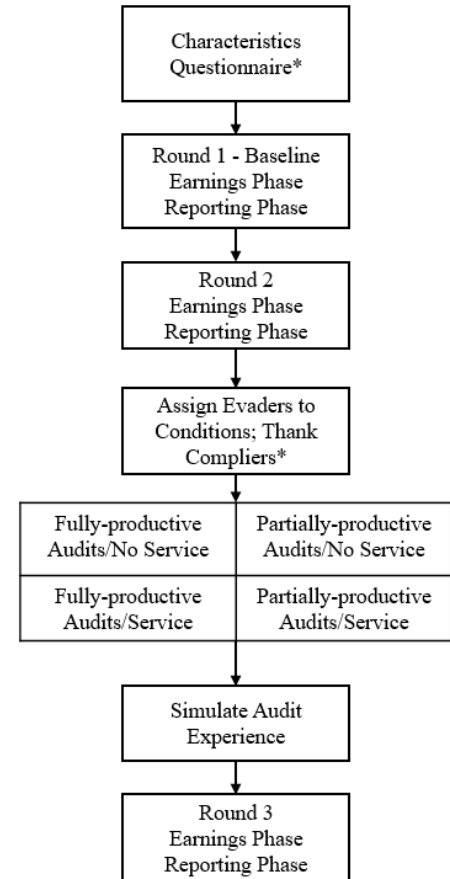 Characteristics
Questionnaire*
Round 1 - Baseline
Earnings Phase
Reporting Phase
Round 2
Earnings Phase
Reporting Phase
Assign Evaders to
Conditions; Thank
Compliers*
Fully-productive
Audits/No Service
Partially-productive
Audits/No Service
Fully-productive
Audits/Service
Partially-productive
Audits/Service
Simulate Audit
Experience
Round 3
Earnings Phase
Reporting Phase